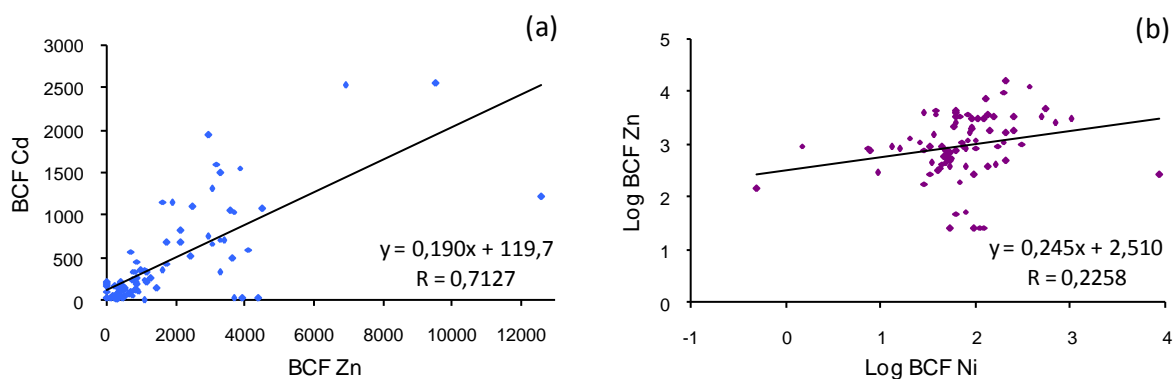 (a)
3000
2500
2000
1500
1000
500
0
BCF Cd
y = 0,190x + 119,7
R = 0,7127
0 2000 4000 6000 8000 10000 12000
BCF Zn
(b)
5
4
3
2
1
0
Log BCF Zn
y = 0,245x + 2,510
R = 0,2258
-1 0 1 2 3 4
Log BCF Ni